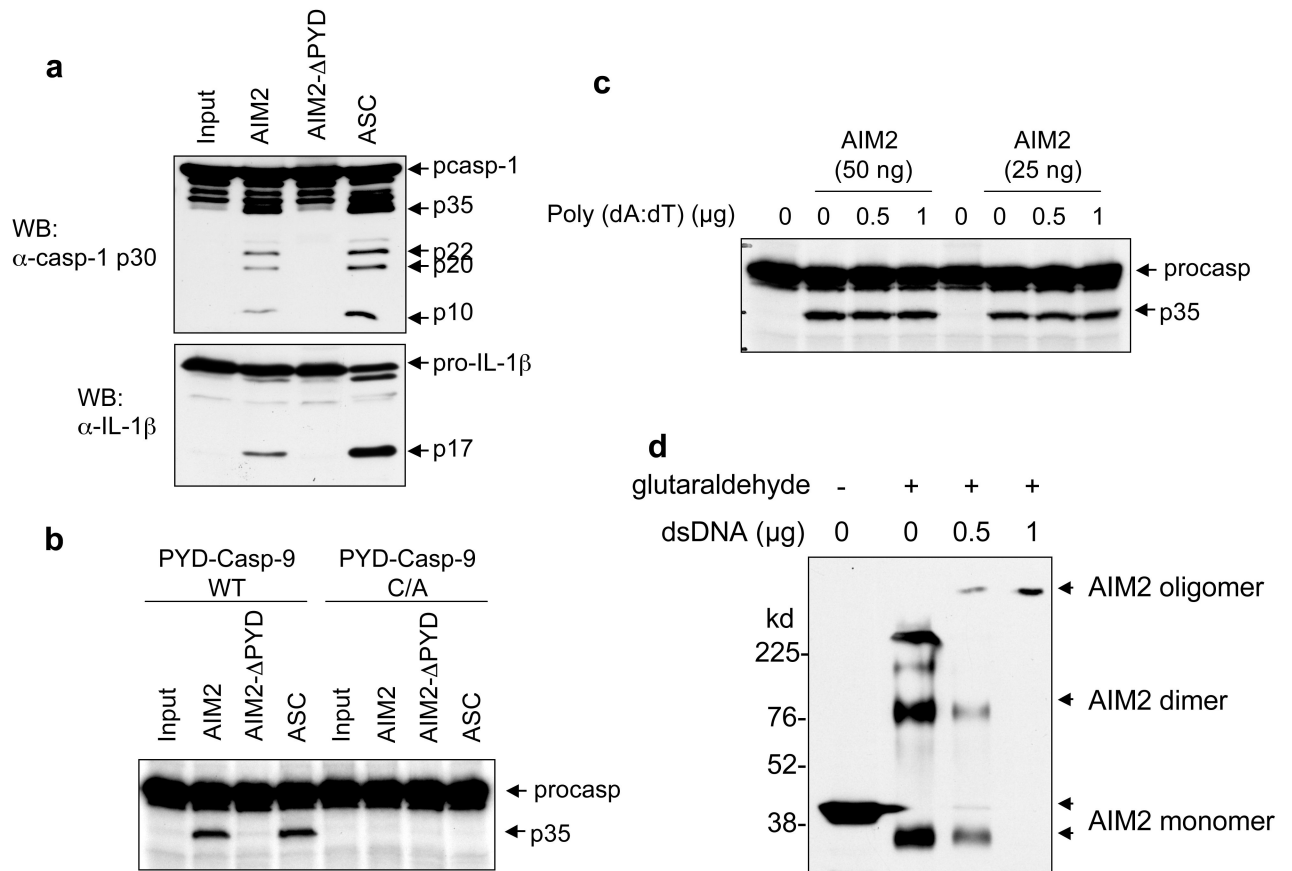 a
Input
AIM2
AIM2-ΔPYD
ASC
WB:
α-casp-1 p30
pcasp-1
p35
p22
p20
p10
WB:
α-IL-1β
pro-IL-1β
p17
b
PYD-Casp-9
WT
PYD-Casp-9
C/A
Input
AIM2
AIM2-ΔPYD
ASC
Input
AIM2
AIM2-ΔPYD
ASC
procasp
p35
c
AIM2
(50 ng)
AIM2
(25 ng)
Poly (dA:dT) (μg) 0 0 0.5 1 0 0 0.5 1
procasp
p35
d
glutaraldehyde - + + +
dsDNA (μg) 0 0 0.5 1
kd
225-
76-
52-
38-
AIM2 oligomer
AIM2 dimer
AIM2 monomer